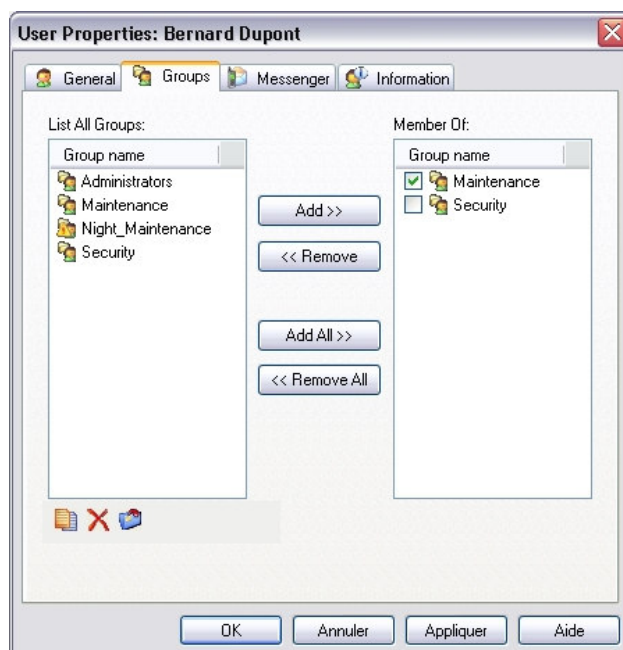 User Properties: Bernard Dupont
General Groups Messenger Information
List All Groups:
Group name
Administrators
Maintenance
Night_Maintenance
Security
Add >>
<< Remove
Add All >>
<< Remove All
Member Of:
Group name
Maintenance
Security
OK Annuler Appliquer Aide